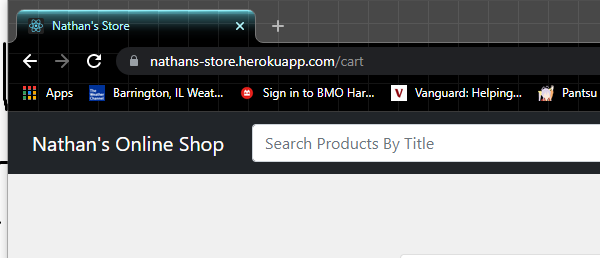 Nathan's Store
nathans-store.herokuapp.com/cart
Apps Barrington, IL Weat... Sign in to BMO Har... Vanguard: Helping... Pantsu
Nathan's Online Shop Search Products By Title